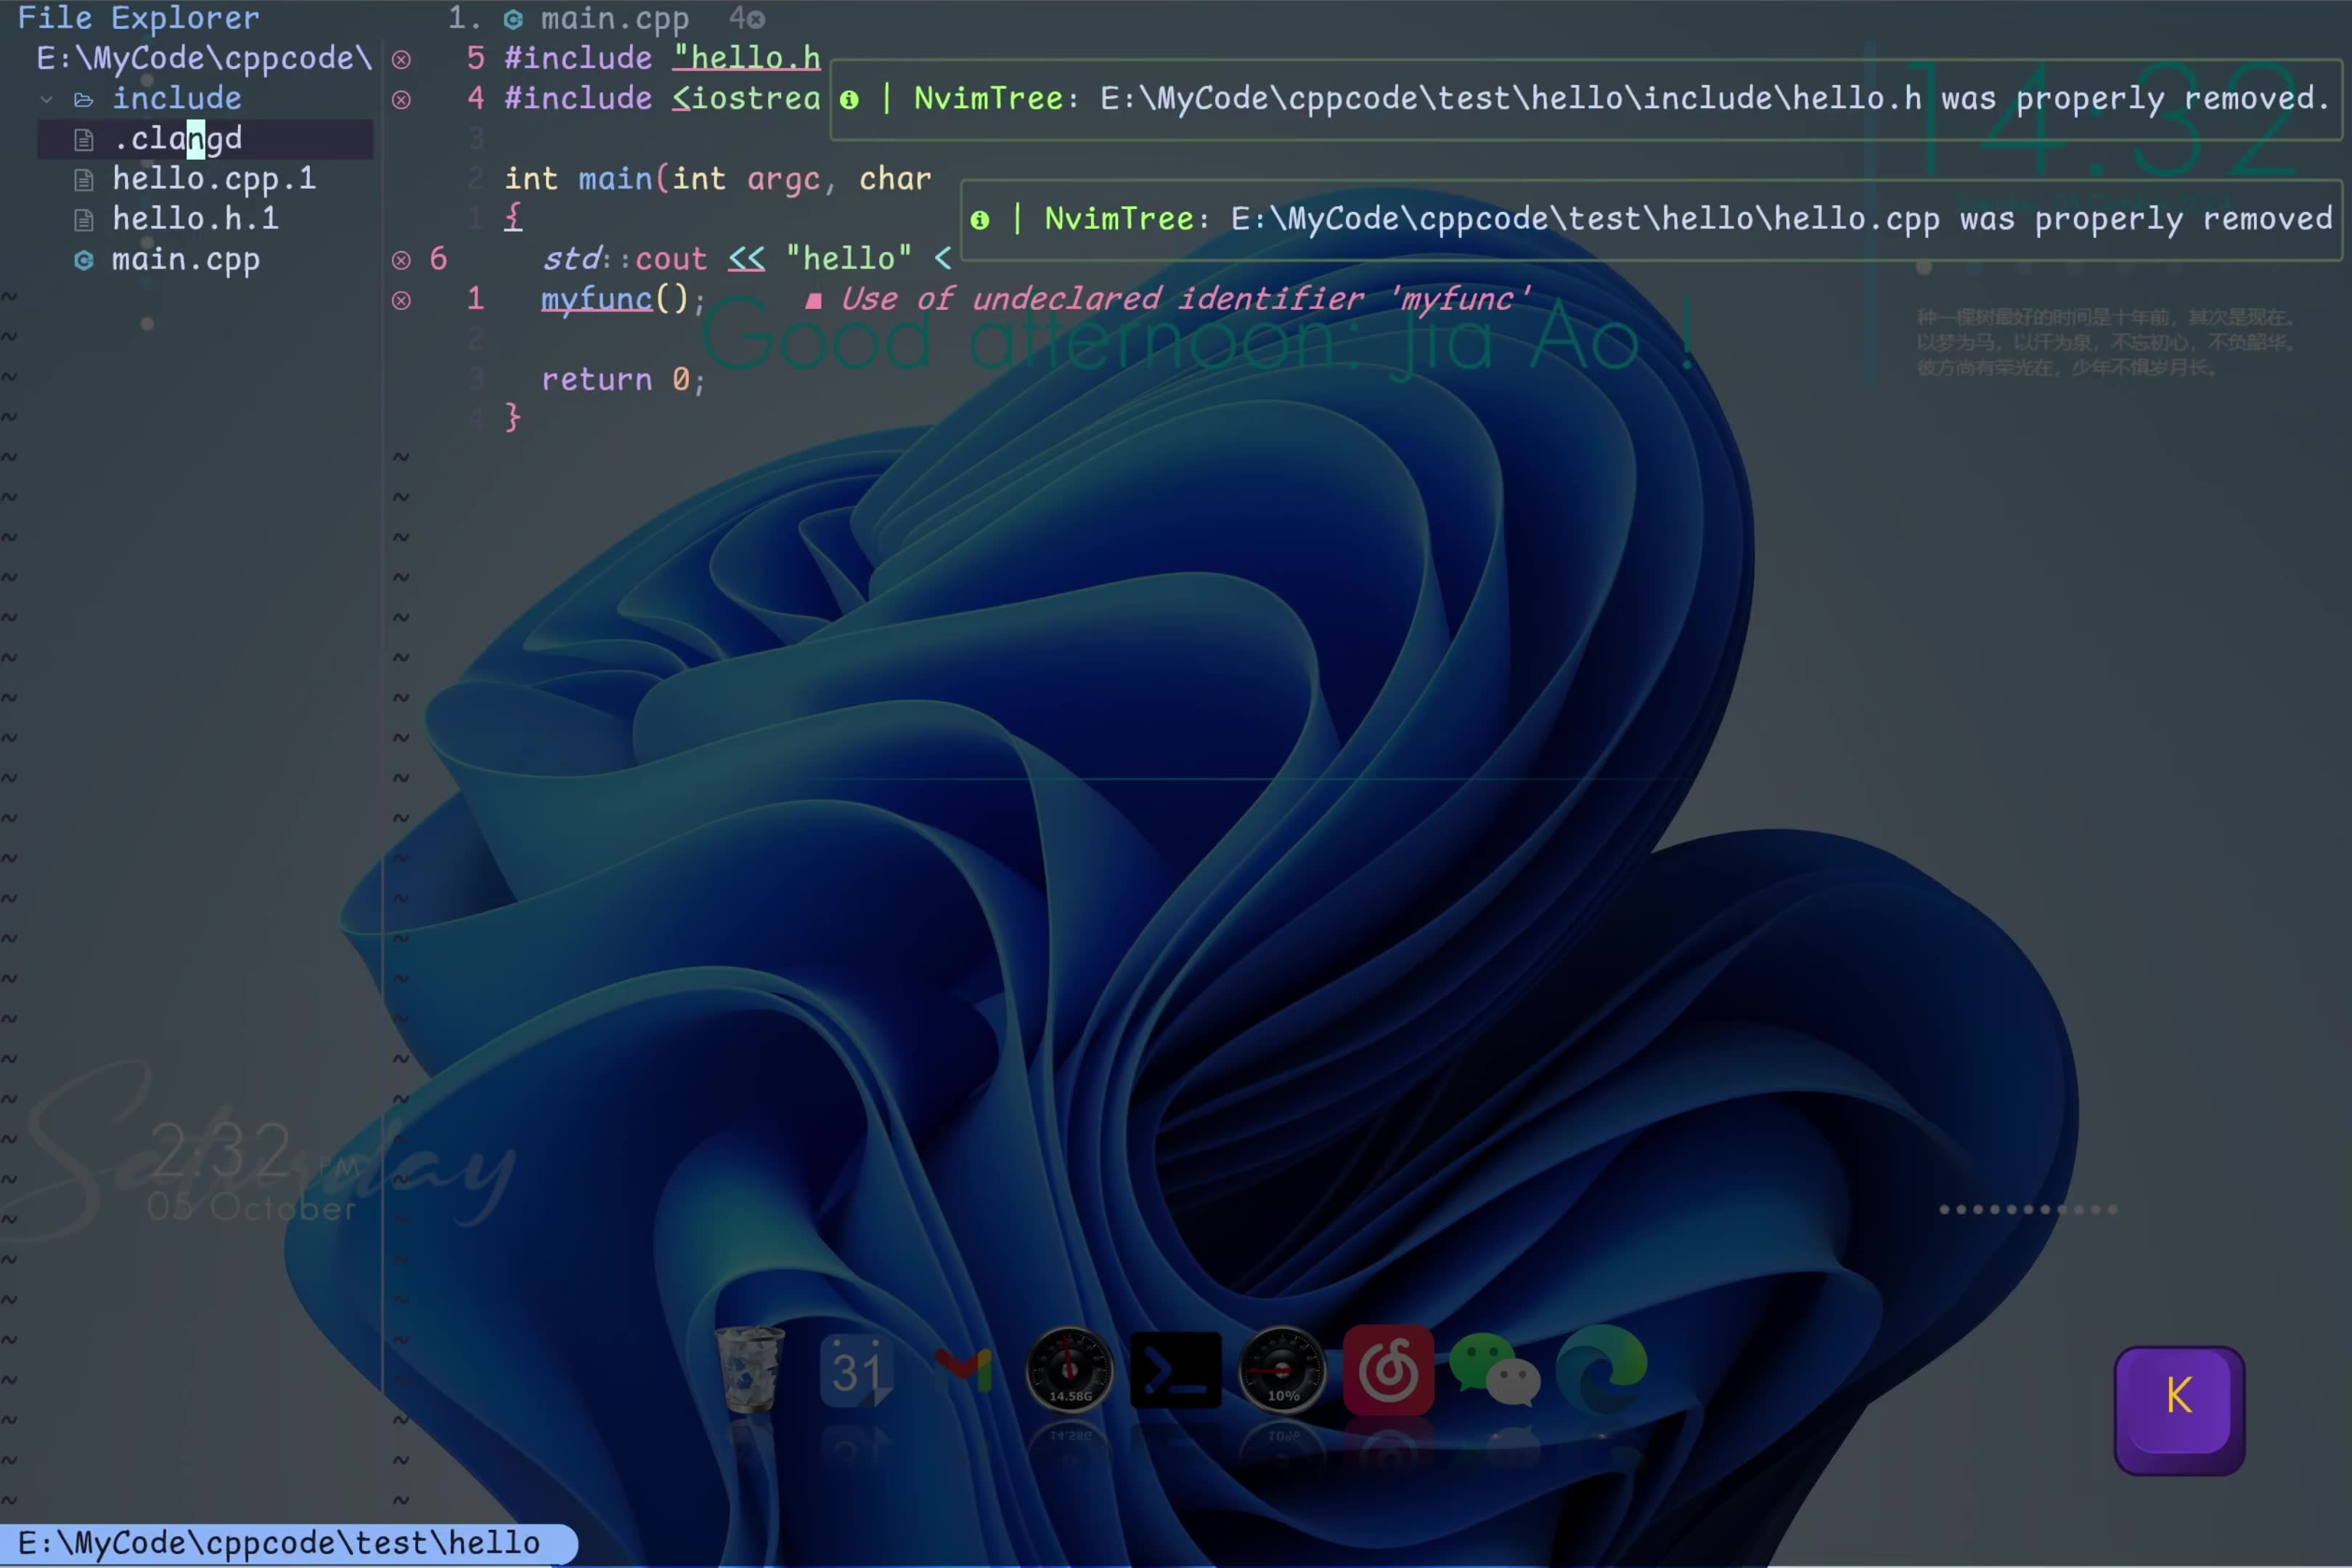 File Explorer
1. main.cpp 4
E:\MyCode\cppcode\
include
.clangd
hello.cpp.1
hello.h.1
main.cpp
5 #include "hello.h
4 #include <iostrea
3
2 int main(int argc, char
1 {
6 std::cout << "hello" <
1 myfunc(); ■ Use of undeclared identifier 'myfunc'
2
3 return 0;
4 }
| NvimTree: E:\MyCode\cppcode\test\hello\include\hello.h was properly removed.
| NvimTree: E:\MyCode\cppcode\test\hello\hello.cpp was properly removed
14:32
Good afternoon: Jia Ao !
种一棵树最好的时间是十年前，其次是现在。
以梦为马，以汗为泉，不忘初心，不负韶华。
彼方尚有荣光在，少年不惧岁月长。
Saturday
2:32 PM
05 October
31
14.58G
10%
K
E:\MyCode\cppcode\test\hello